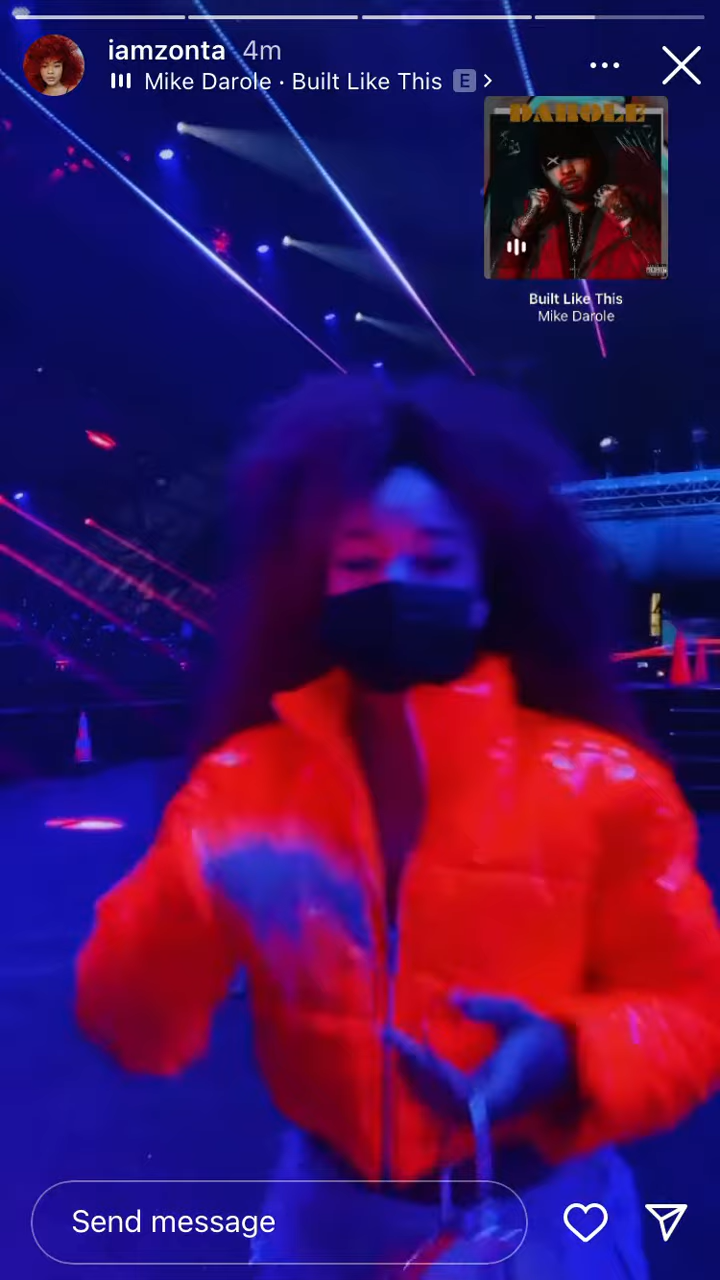 iamzonta 4m
Mike Darole · Built Like This E
DAROLE
Built Like This
Mike Darole
Send message